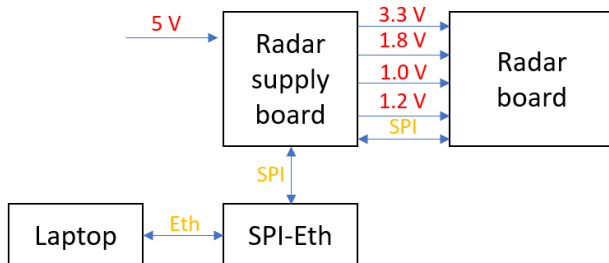 5 V
Radar
supply
board
3.3 V
1.8 V
1.0 V
1.2 V
SPI
Radar
board
SPI
Laptop
Eth
SPI-Eth